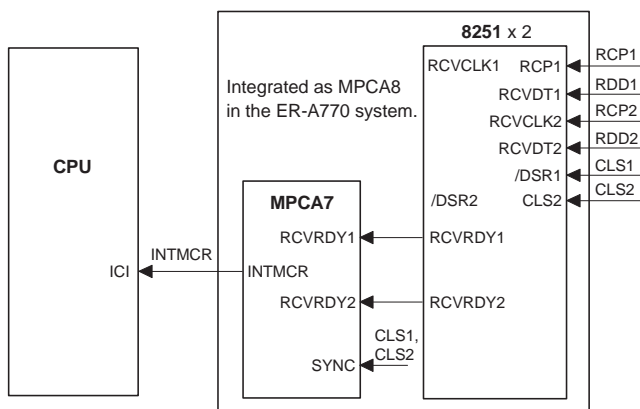 8251 x 2
RCP1
RCVCLK1 RCP1
Integrated as MPCA8
in the ER-A770 system.
RDD1
RCVDT1
RCP2
RCVCLK2
RDD2
RCVDT2
CLS1
/DSR1
CLS2
/DSR2 CLS2
CPU
MPCA7
RCVRDY1 RCVRDY1
INTMCR
ICI INTMCR
RCVRDY2 RCVRDY2
CLS1,
CLS2
SYNC